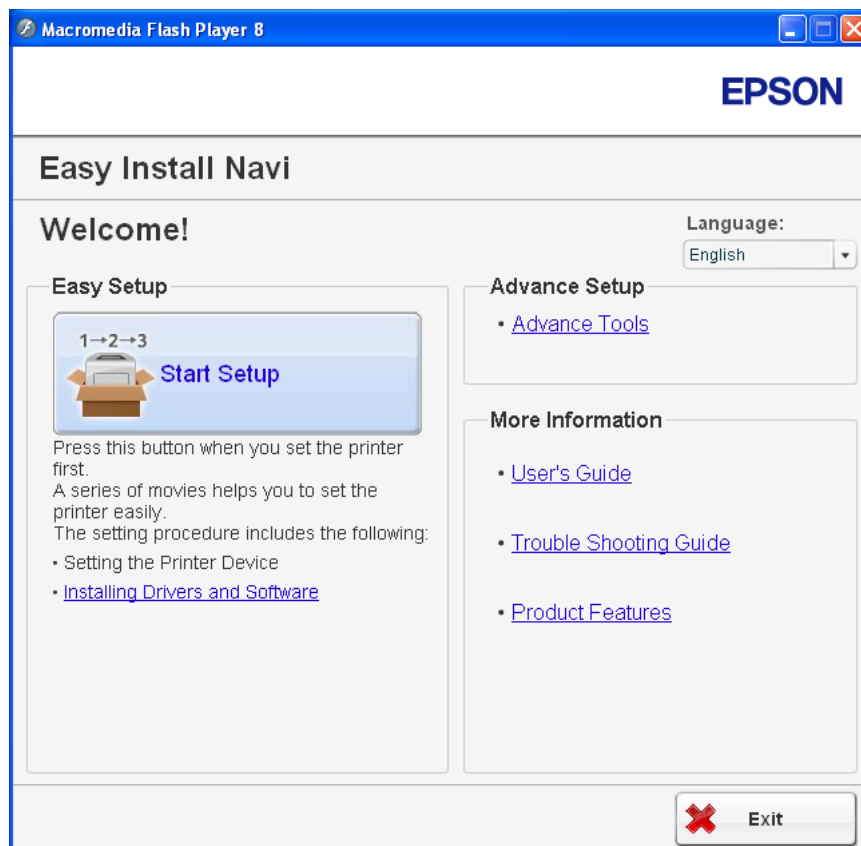 Macromedia Flash Player 8
EPSON
Easy Install Navi
Welcome!
Language:
English
Easy Setup
1→2→3
Start Setup
Press this button when you set the printer
first.
A series of movies helps you to set the
printer easily.
The setting procedure includes the following:
• Setting the Printer Device
• Installing Drivers and Software
Advance Setup
• Advance Tools
More Information
• User's Guide
• Trouble Shooting Guide
• Product Features
Exit